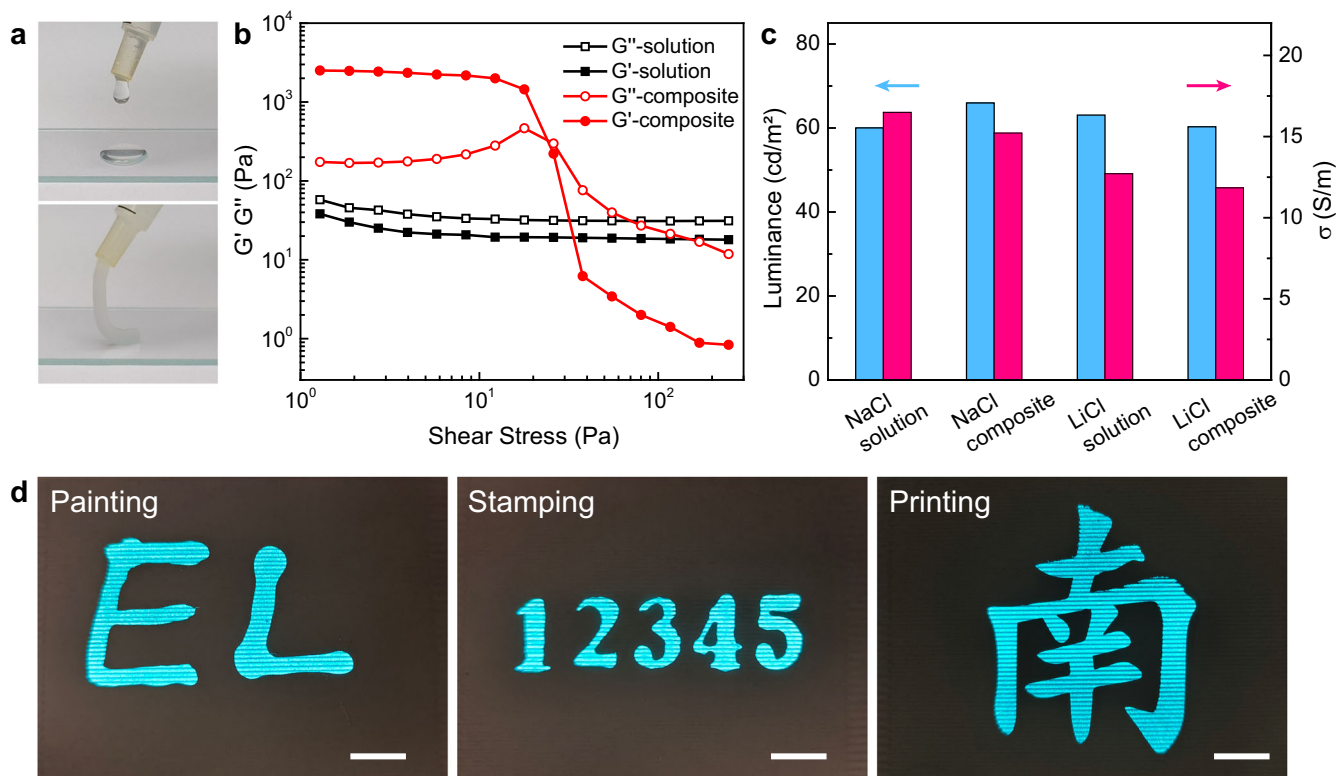 a
b
10⁴
10³
10²
10¹
10⁰
G' G'' (Pa)
G''-solution
G'-solution
G''-composite
G'-composite
10⁰ 10¹ 10²
Shear Stress (Pa)
c
80
60
40
20
0
Luminance (cd/m²)
20
15
10
5
0
σ (S/m)
NaCl solution
NaCl composite
LiCl solution
LiCl composite
d
Painting
EL
Stamping
12345
Printing
南